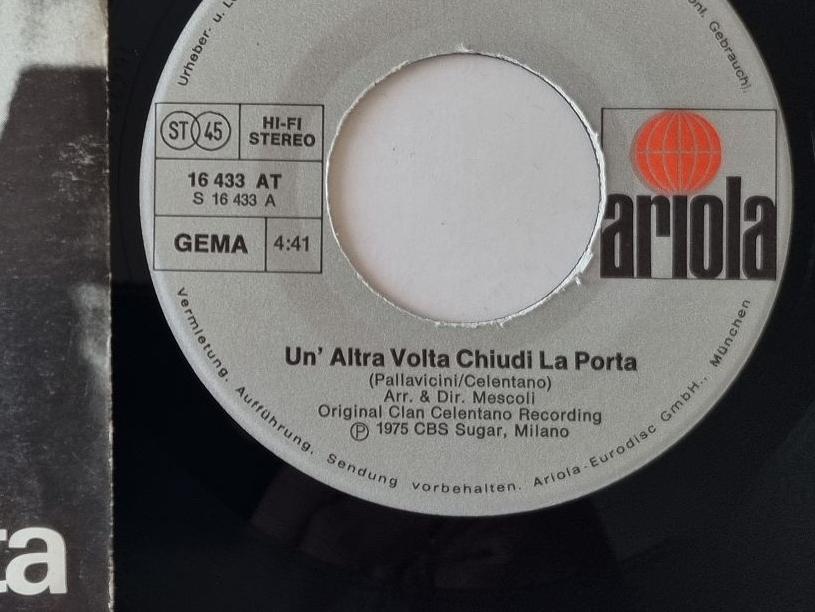 Urheber- u. L
ont. Gebrauch).
ST 45
HI-FI
STEREO
16 433 AT
S 16 433 A
GEMA
4:41
ariola
Un' Altra Volta Chiudi La Porta
(Pallavicini/Celentano)
Arr. & Dir. Mescoli
Original Clan Celentano Recording
Ⓟ 1975 CBS Sugar, Milano
Vermietung. Aufführung. Sendung vorbehalten. Ariola-Eurodisc GmbH., München
ta